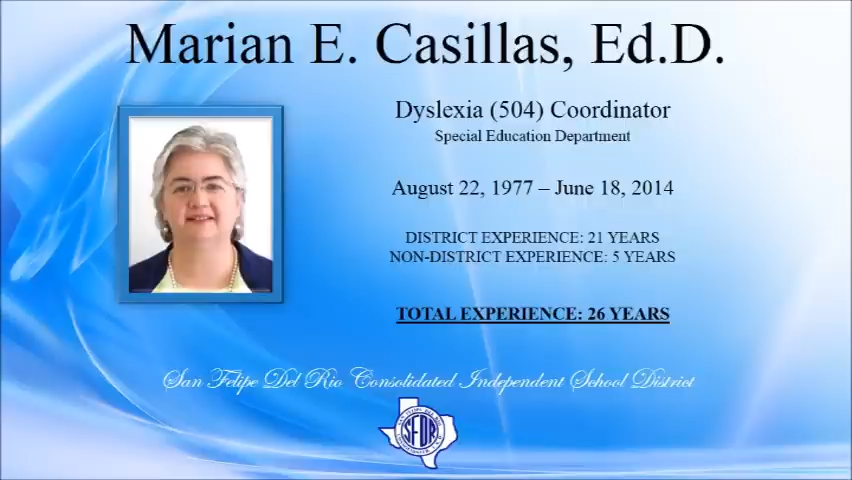 Marian E. Casillas, Ed.D.
Dyslexia (504) Coordinator
Special Education Department
August 22, 1977 – June 18, 2014
DISTRICT EXPERIENCE: 21 YEARS
NON-DISTRICT EXPERIENCE: 5 YEARS
TOTAL EXPERIENCE: 26 YEARS
San Felipe Del Rio Consolidated Independent School District
SFDR